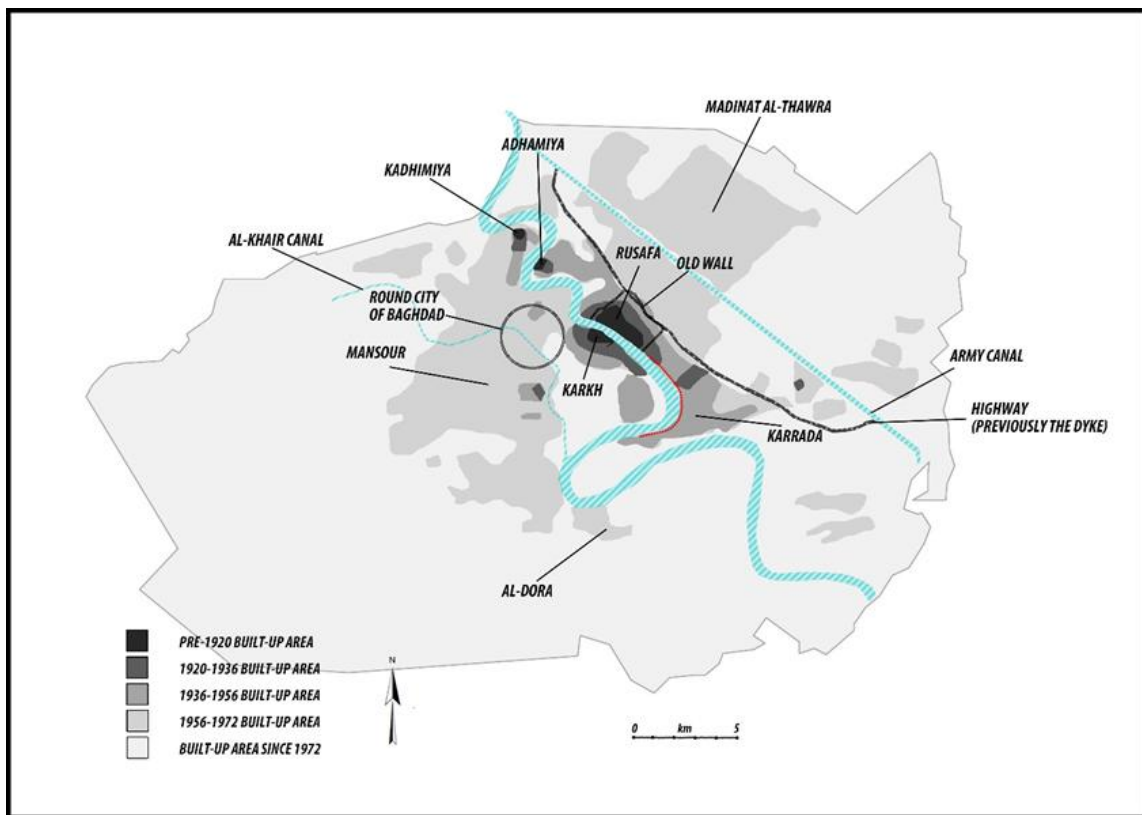 MADINAT AL-THAWRA
ADHAMIYA
KADHIMIYA
AL-KHAIR CANAL
RUSAFA
OLD WALL
ROUND CITY
OF BAGHDAD
MANSOUR
ARMY CANAL
KARKH
HIGHWAY
(PREVIOUSLY THE DYKE)
KARRADA
AL-DORA
PRE-1920 BUILT-UP AREA
1920-1936 BUILT-UP AREA
1936-1956 BUILT-UP AREA
1956-1972 BUILT-UP AREA
BUILT-UP AREA SINCE 1972
N
0 km 5